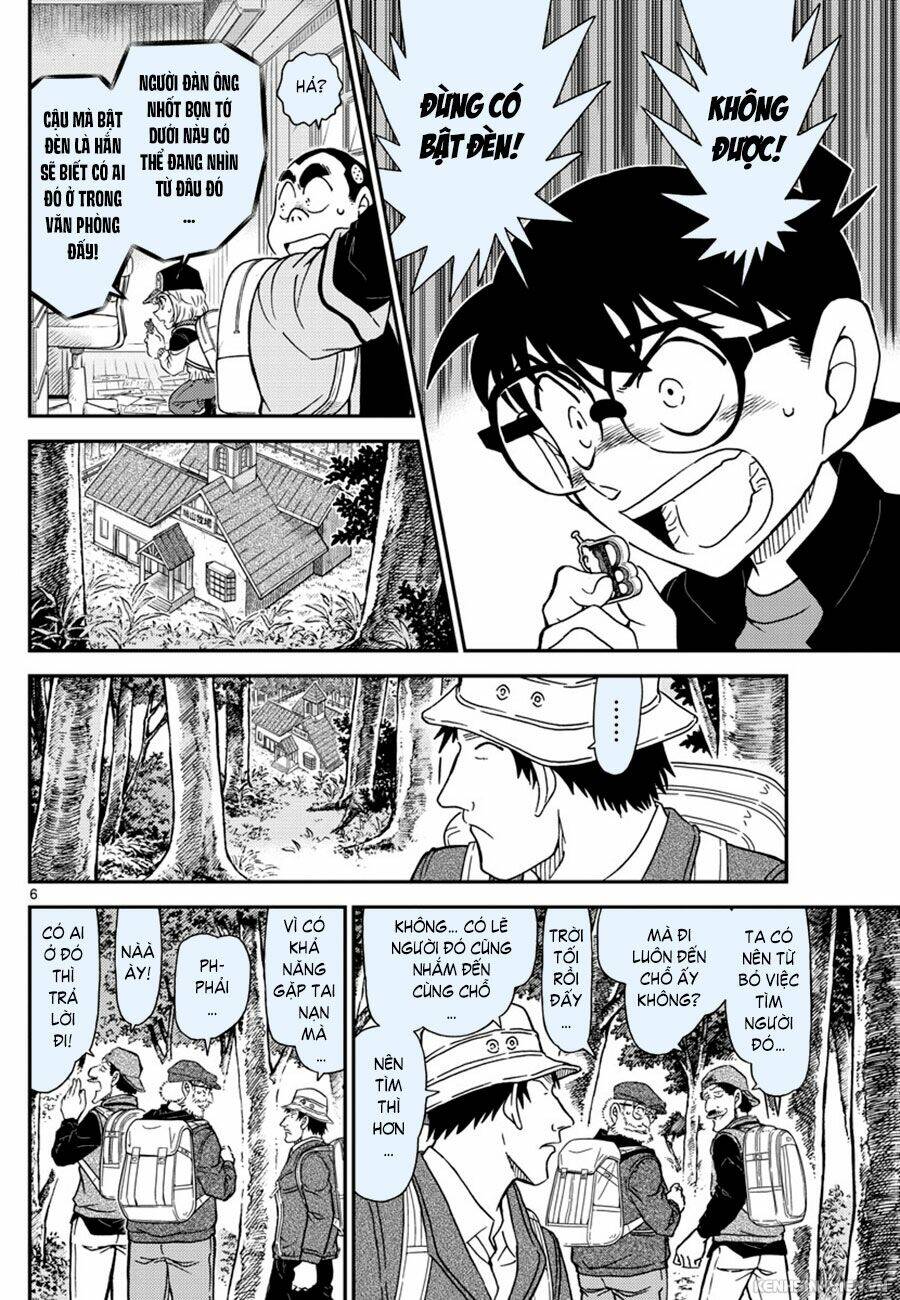 KHÔNG
ĐƯỢC!
ĐỪNG CÓ
BẬT ĐÈN!
HẢ?
NGƯỜI ĐÀN ÔNG
NHỐT BỌN TỚ
DƯỚI NÀY CÓ
THỂ ĐANG NHÌN
TỪ ĐÂU ĐÓ
...
CẬU MÀ BẬT
ĐÈN LÀ HẮN
SẼ BIẾT CÓ AI
ĐÓ Ở TRONG
VĂN PHÒNG
ĐẤY!
......
6
TA CÓ
NÊN TỪ
BỎ VIỆC
TÌM
NGƯỜI
ĐÓ...
MÀ ĐI
LUÔN ĐẾN
CHỖ ẤY
KHÔNG?
TRỜI
TỐI RỒI
ĐẤY
...
KHÔNG... CÓ LẼ
NGƯỜI ĐÓ CŨNG
NHẮM ĐẾN
CÙNG CHỖ
...
NÊN
TÌM THÌ
HƠN
...
VÌ CÓ
KHẢ
NĂNG
GẶP TAI
NẠN
MÀ
...
PH-
PHẢI
...
NÀÀ
ÀY!
CÓ AI
Ở ĐÓ
THÌ TRẢ
LỜI ĐI!